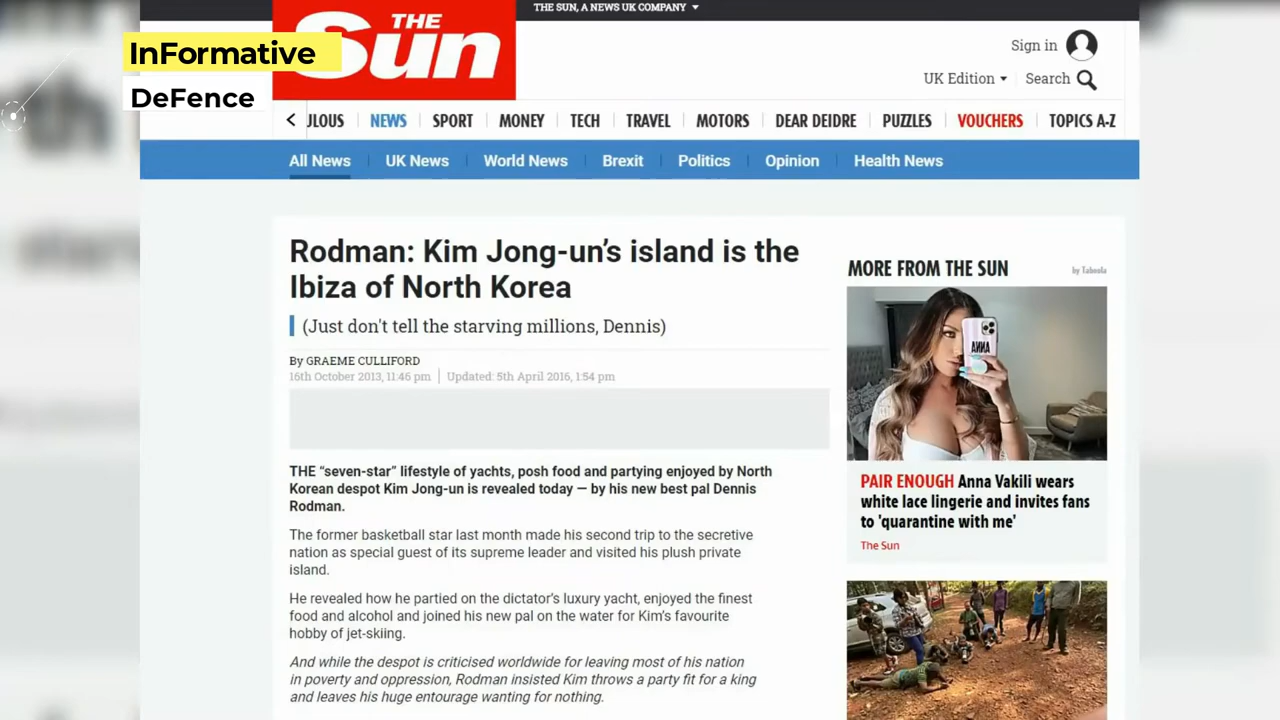 THE SUN, A NEWS UK COMPANY
THE
Sun
InFormative
DeFence
Sign in
UK Edition
Search
ULOUS
NEWS
SPORT
MONEY
TECH
TRAVEL
MOTORS
DEAR DEIDRE
PUZZLES
VOUCHERS
TOPICS A-Z
All News
UK News
World News
Brexit
Politics
Opinion
Health News
Rodman: Kim Jong-un’s island is the
Ibiza of North Korea
(Just don't tell the starving millions, Dennis)
By GRAEME CULLIFORD
16th October 2013, 11:46 pm
Updated: 5th April 2016, 1:54 pm
THE “seven-star” lifestyle of yachts, posh food and partying enjoyed by North
Korean despot Kim Jong-un is revealed today — by his new best pal Dennis
Rodman.
The former basketball star last month made his second trip to the secretive
nation as special guest of its supreme leader and visited his plush private
island.
He revealed how he partied on the dictator’s luxury yacht, enjoyed the finest
food and alcohol and joined his new pal on the water for Kim’s favourite
hobby of jet-skiing.
And while the despot is criticised worldwide for leaving most of his nation
in poverty and oppression, Rodman insisted Kim throws a party fit for a king
and leaves his huge entourage wanting for nothing.
MORE FROM THE SUN
by Taboola
ANNA
PAIR ENOUGH Anna Vakili wears
white lace lingerie and invites fans
to 'quarantine with me'
The Sun